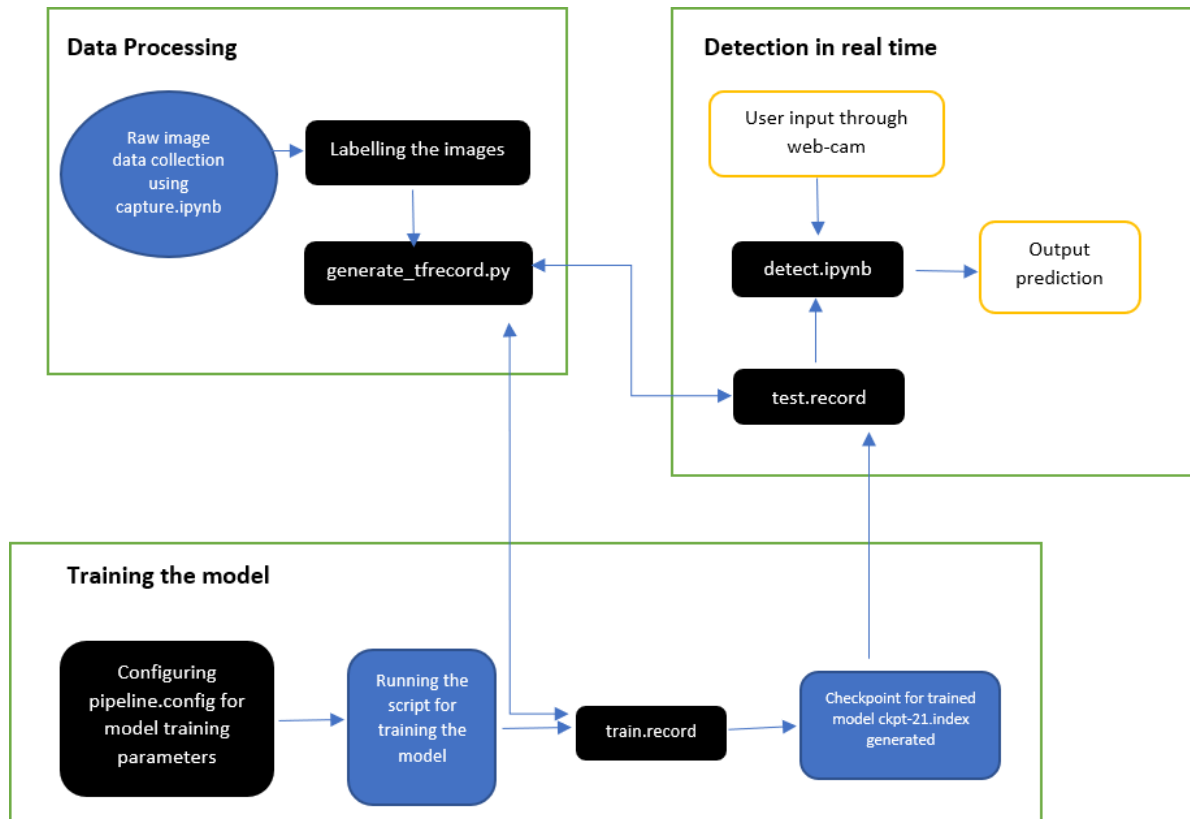 Data Processing
Raw image
data collection
using
capture.ipynb
Labelling the images
generate_tfrecord.py
Detection in real time
User input through
web-cam
detect.ipynb
Output
prediction
test.record
Training the model
Configuring
pipeline.config for
model training
parameters
Running the
script for
training the
model
train.record
Checkpoint for trained
model ckpt-21.index
generated